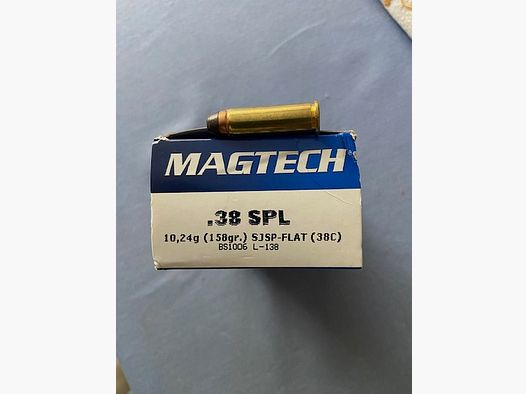 MAGTECH
.38 SPL
10,24g (158gr.) SJSP-FLAT (38C)
BS1006 L-138